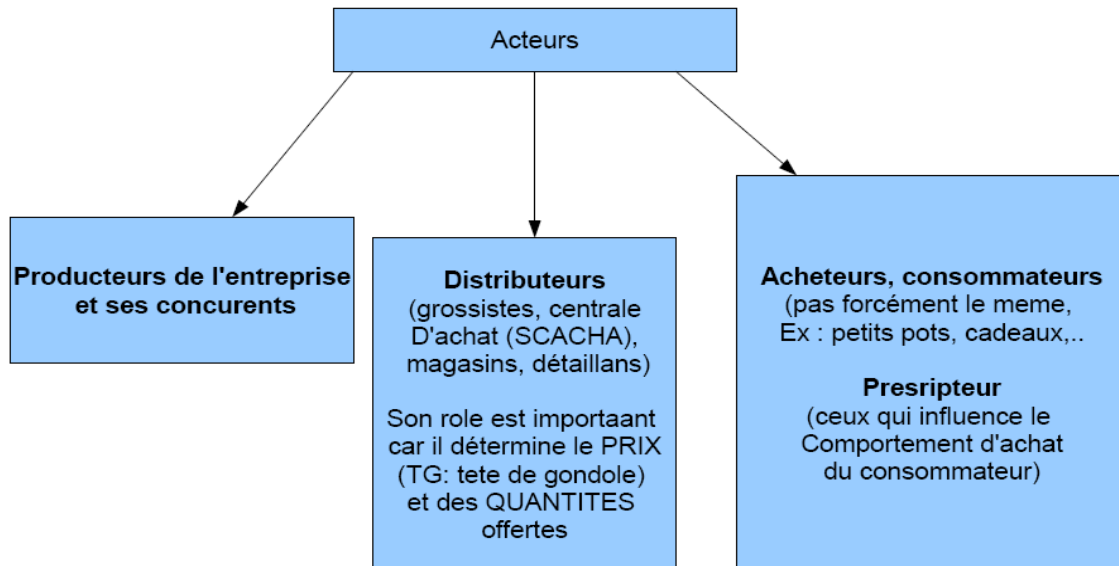 Acteurs
Producteurs de l'entreprise
et ses concurents
Distributeurs
(grossistes, centrale
D'achat (SCACHA),
magasins, détaillans)
Son role est importaant
car il détermine le PRIX
(TG: tete de gondole)
et des QUANTITES
offertes
Acheteurs, consommateurs
(pas forcément le meme,
Ex : petits pots, cadeaux,..
Presripteur
(ceux qui influence le
Comportement d'achat
du consommateur)